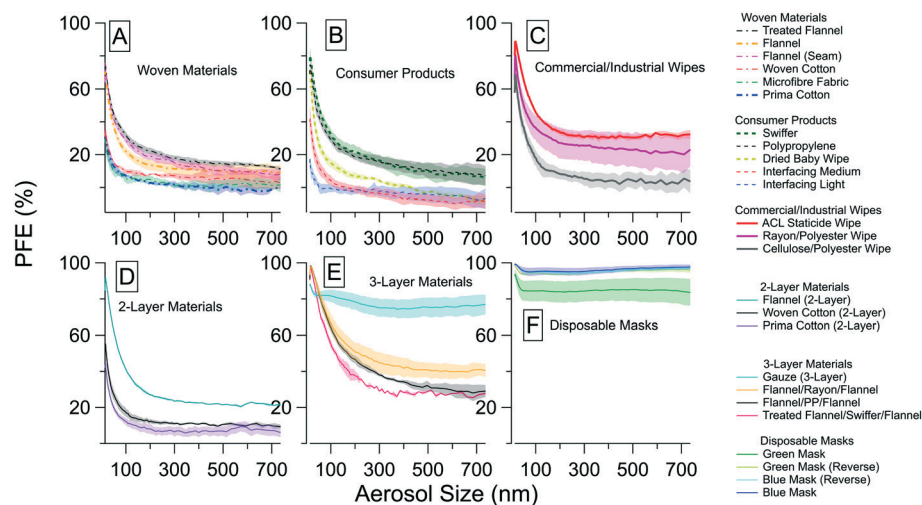 PFE (%)
100
60
20
A
Woven Materials
B
Consumer Products
C
Commercial/Industrial Wipes
100
300
500
700
100
300
500
700
100
300
500
700
100
60
20
D
2-Layer Materials
E
3-Layer Materials
F
Disposable Masks
100
60
20
100
60
20
100
60
20
100
60
20
100
300
500
700
100
300
500
700
100
300
500
700
Aerosol Size (nm)
Woven Materials
Treated Flannel
Flannel
Flannel (Seam)
Woven Cotton
Microfibre Fabric
Prima Cotton
Consumer Products
Swiffer
Polypropylene
Dried Baby Wipe
Interfacing Medium
Interfacing Light
Commercial/Industrial Wipes
ACL Staticide Wipe
Rayon/Polyester Wipe
Cellulose/Polyester Wipe
2-Layer Materials
Flannel (2-Layer)
Woven Cotton (2-Layer)
Prima Cotton (2-Layer)
3-Layer Materials
Gauze (3-Layer)
Flannel/Rayon/Flannel
Flannel/PP/Flannel
Treated Flannel/Swiffer/Flannel
Disposable Masks
Green Mask
Green Mask (Reverse)
Blue Mask (Reverse)
Blue Mask